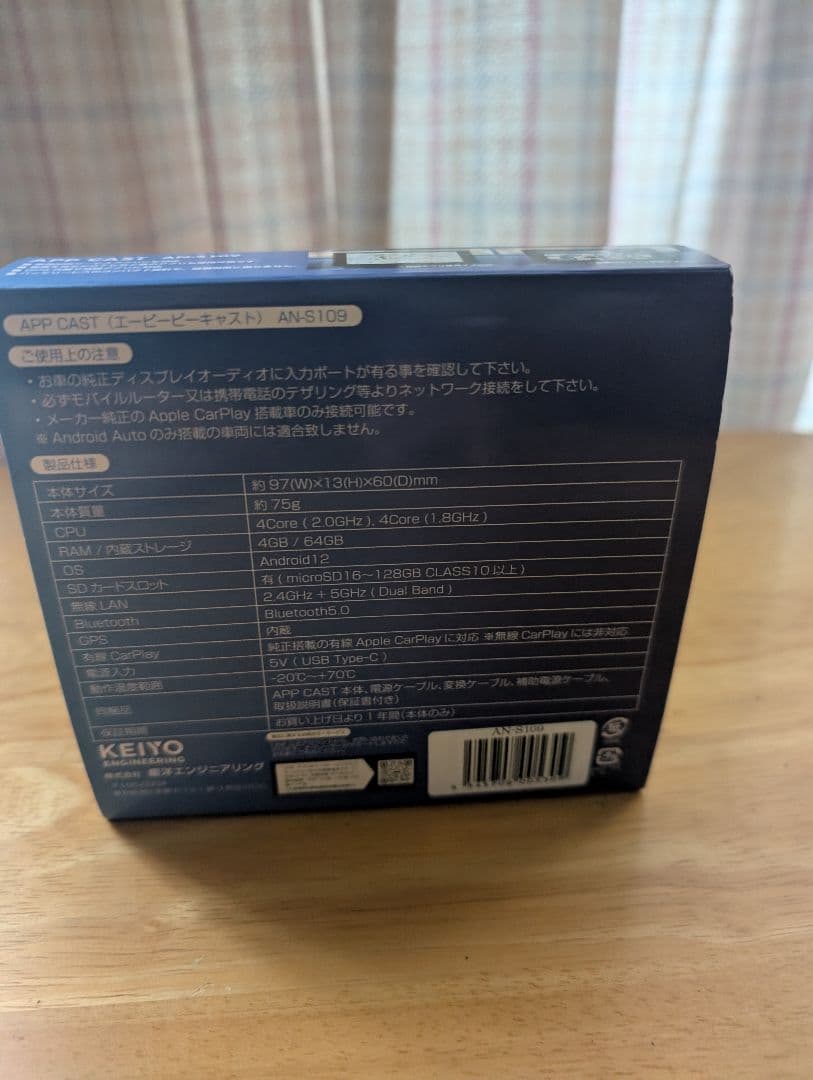 APP CAST AN-S109
APP CAST（エーピーピーキャスト） AN-S109
ご使用上の注意
・お車の純正ディスプレイオーディオに入力ポートが有る事を確認して下さい。
・必ずモバイルルーター又は携帯電話のテザリング等よりネットワーク接続をして下さい。
・メーカー純正の Apple CarPlay 搭載車のみ接続可能です。
※ Android Auto のみ搭載の車両には適合致しません。
製品仕様
本体サイズ 約 97(W)×13(H)×60(D)mm
本体質量 約 75g
CPU 4Core ( 2.0GHz ), 4Core (1.8GHz )
RAM / 内蔵ストレージ 4GB / 64GB
OS Android12
SD カードスロット 有 ( microSD16～128GB CLASS10 以上 )
無線 LAN 2.4GHz + 5GHz ( Dual Band )
Bluetooth Bluetooth5.0
GPS 内蔵
有線 CarPlay 純正搭載の有線 Apple CarPlay に対応 ※無線 CarPlay には非対応
電源入力 5V ( USB Type-C )
動作温度範囲 -20℃～+70℃
同梱品 APP CAST 本体、電源ケーブル、変換ケーブル、補助電源ケーブル、
取扱説明書(保証書付き)
保証期間 お買い上げ日より 1 年間(本体のみ)
KEIYO
ENGINEERING
株式会社 慶洋エンジニアリング
AN-S109